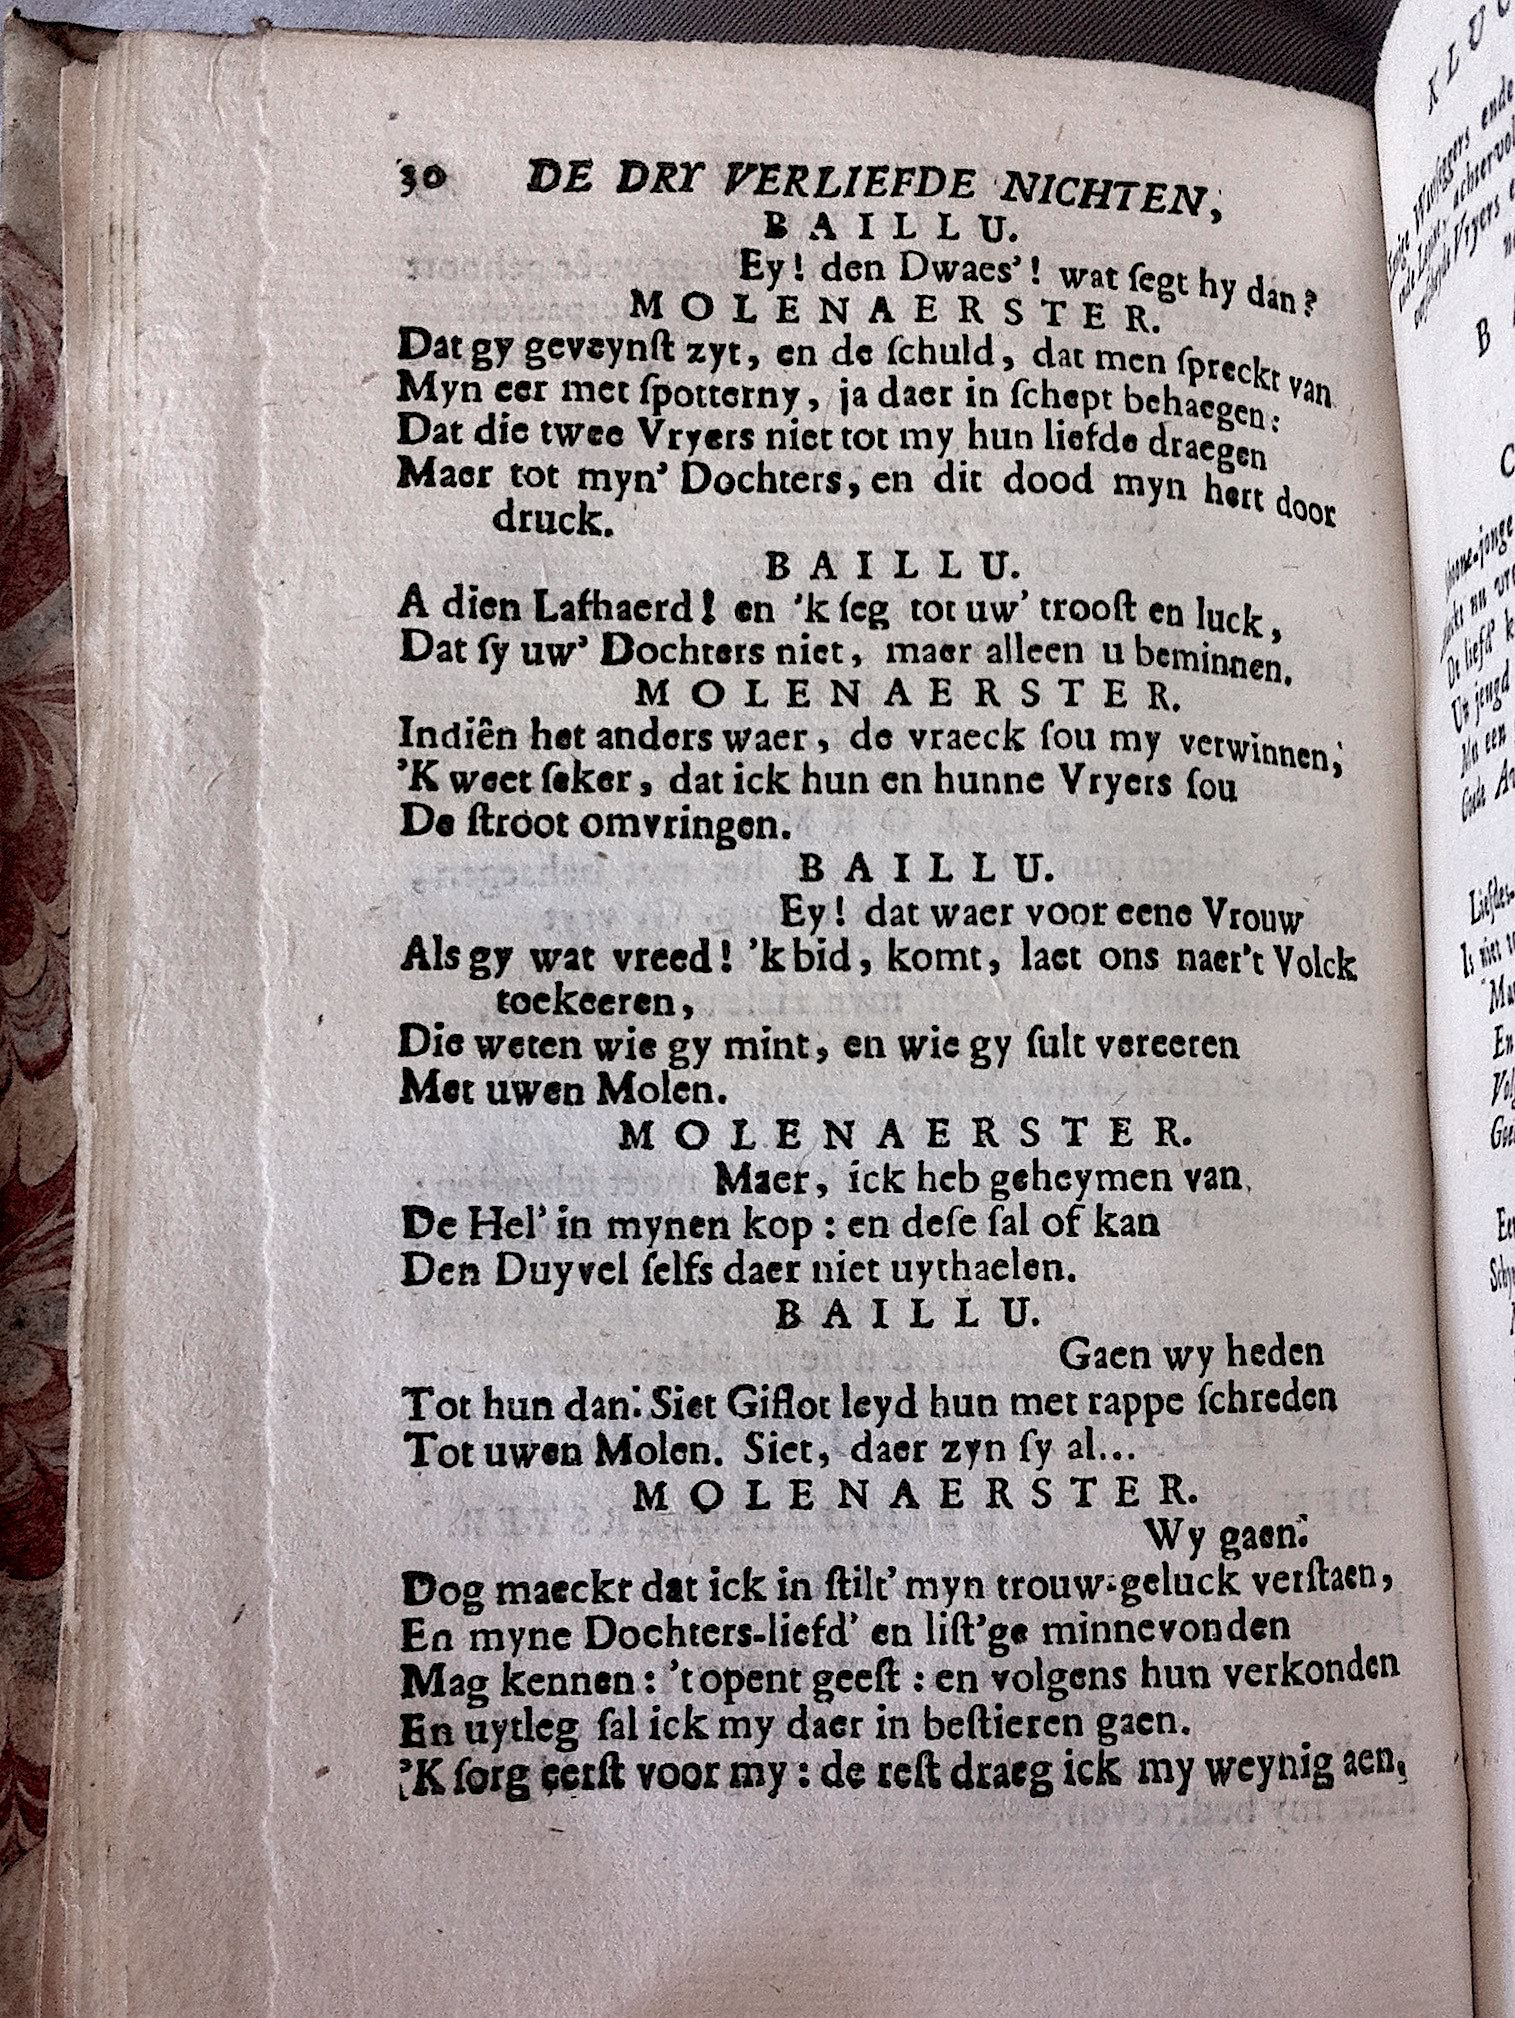 30 DE DRY VERLIEFDE NICHTEN,
BAILLU.
Ey! den Dwaes'! wat ſegt hy dan?
MOLENAERSTER.
Dat gy geveynſt zyt, en de ſchuld, dat men ſpreckt van
Myn eer met ſpotterny, ja daer in ſchept behaegen:
Dat die twee Vryers niet tot my hun liefde draegen
Maer tot myn' Dochters, en dit dood myn hert door
druck.
BAILLU.
A dien Lafhaerd! en 'k ſeg tot uw' trooſt en luck,
Dat ſy uw' Dochters niet, maer alleen u beminnen.
MOLENAERSTER.
Indiên het anders waer, de vraeck ſou my verwinnen;
'K weet ſeker, dat ick hun en hunne Vryers ſou
De ſtroot omvringen.
BAILLU.
Ey! dat waer voor eene Vrouw
Als gy wat vreed! 'k bid, komt, laet ons naer't Volck
toekeeren,
Die weten wie gy mint, en wie gy ſult vereeren
Met uwen Molen.
MOLENAERSTER.
Maer, ick heb geheymen van
De Hel' in mynen kop: en deſe ſal of kan
Den Duyvel ſelfs daer niet uythaelen.
BAILLU.
Gaen wy heden
Tot hun dan: Siet Giflot leyd hun met rappe ſchreden
Tot uwen Molen. Siet, daer zyn ſy al...
MOLENAERSTER.
Wy gaen:
Dog maeckt dat ick in ſtilt' myn trouw-geluck verſtaen,
En myne Dochters-liefd' en liſt'ge minnevonden
Mag kennen: 't opent geeſt: en volgens hun verkonden
En uytleg ſal ick my daer in beſtieren gaen.
'K ſorg eerſt voor my: de reſt draeg ick my weynig aen,